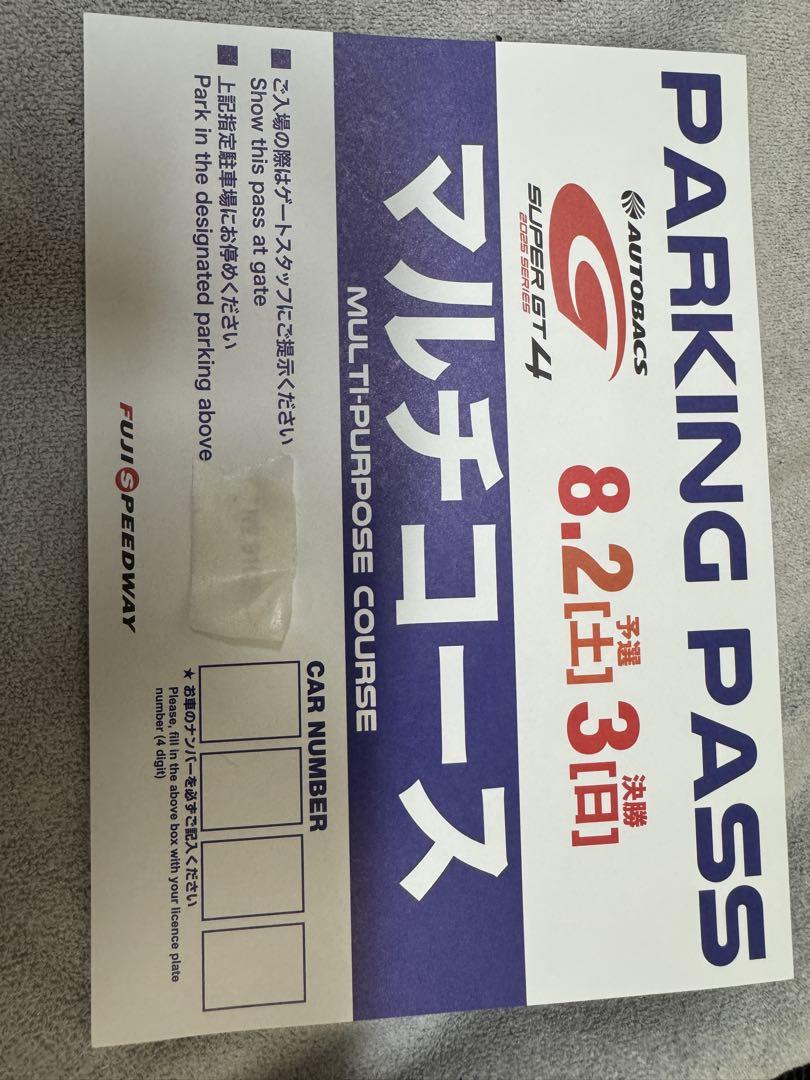 PARKING PASS
AUTOBACS
SUPER GT 4
2025 SERIES
予選 決勝
8.2[土] 3[日]
マルチコース
MULTI-PURPOSE COURSE
■ ご入場の際はゲートスタッフにご提示ください
Show this pass at gate
■ 上記指定駐車場にお停めください
Park in the designated parking above
FUJI SPEEDWAY
CAR NUMBER
★ お車のナンバーを必ずご記入ください
Please, fill in the above box with your licence plate
number (4 digit)